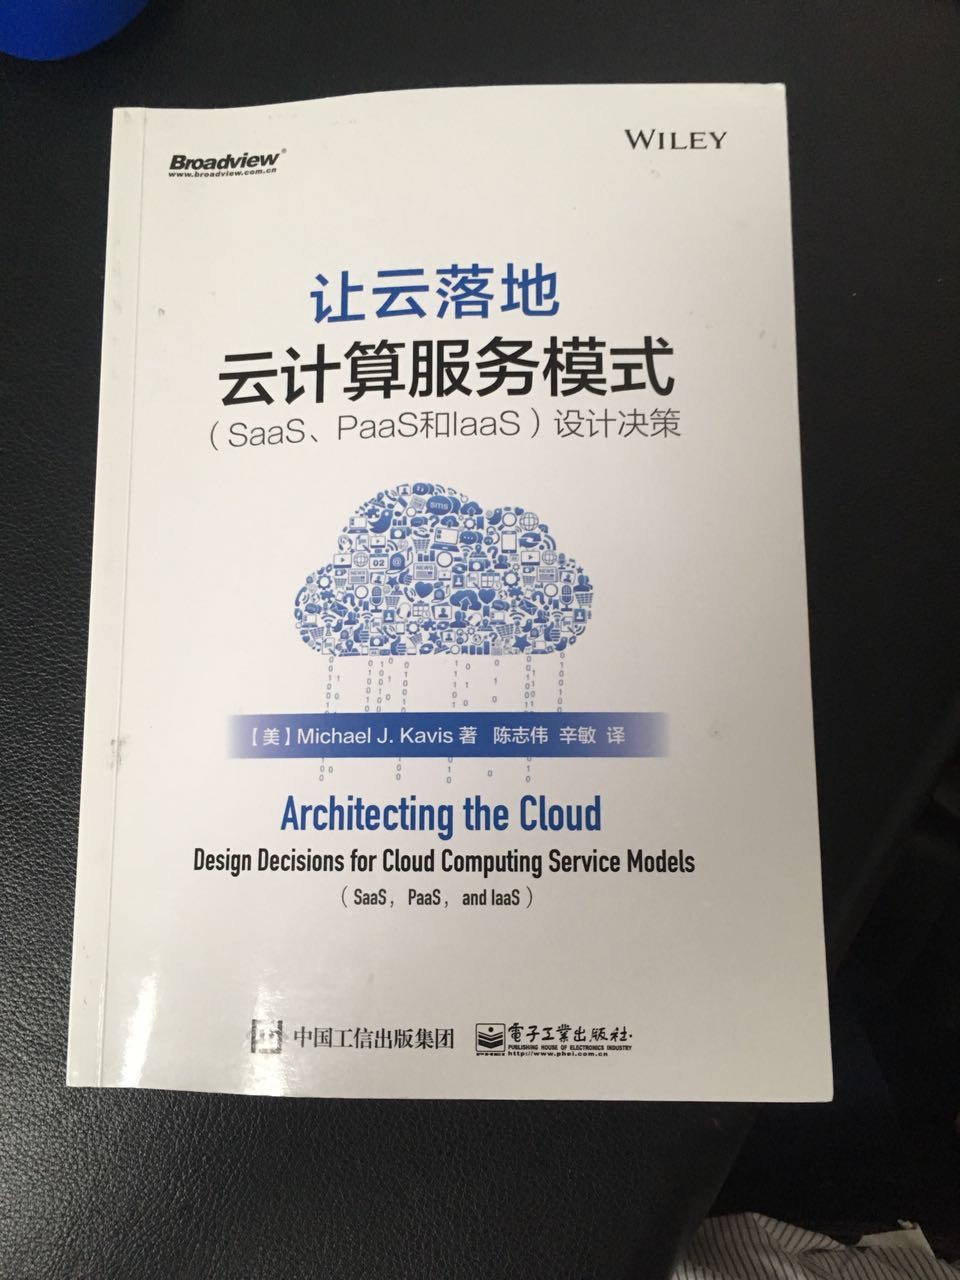 Broadview®
www.broadview.com.cn
WILEY
让云落地
云计算服务模式
（SaaS、PaaS和IaaS）设计决策
sms
02
@
NEWS
【美】Michael J. Kavis 著 陈志伟 辛敏 译
Architecting the Cloud
Design Decisions for Cloud Computing Service Models
（SaaS，PaaS，and IaaS）
中国工信出版集团
電子工業出版社·
PUBLISHING HOUSE OF ELECTRONICS INDUSTRY
PHEI http://www.phei.com.cn